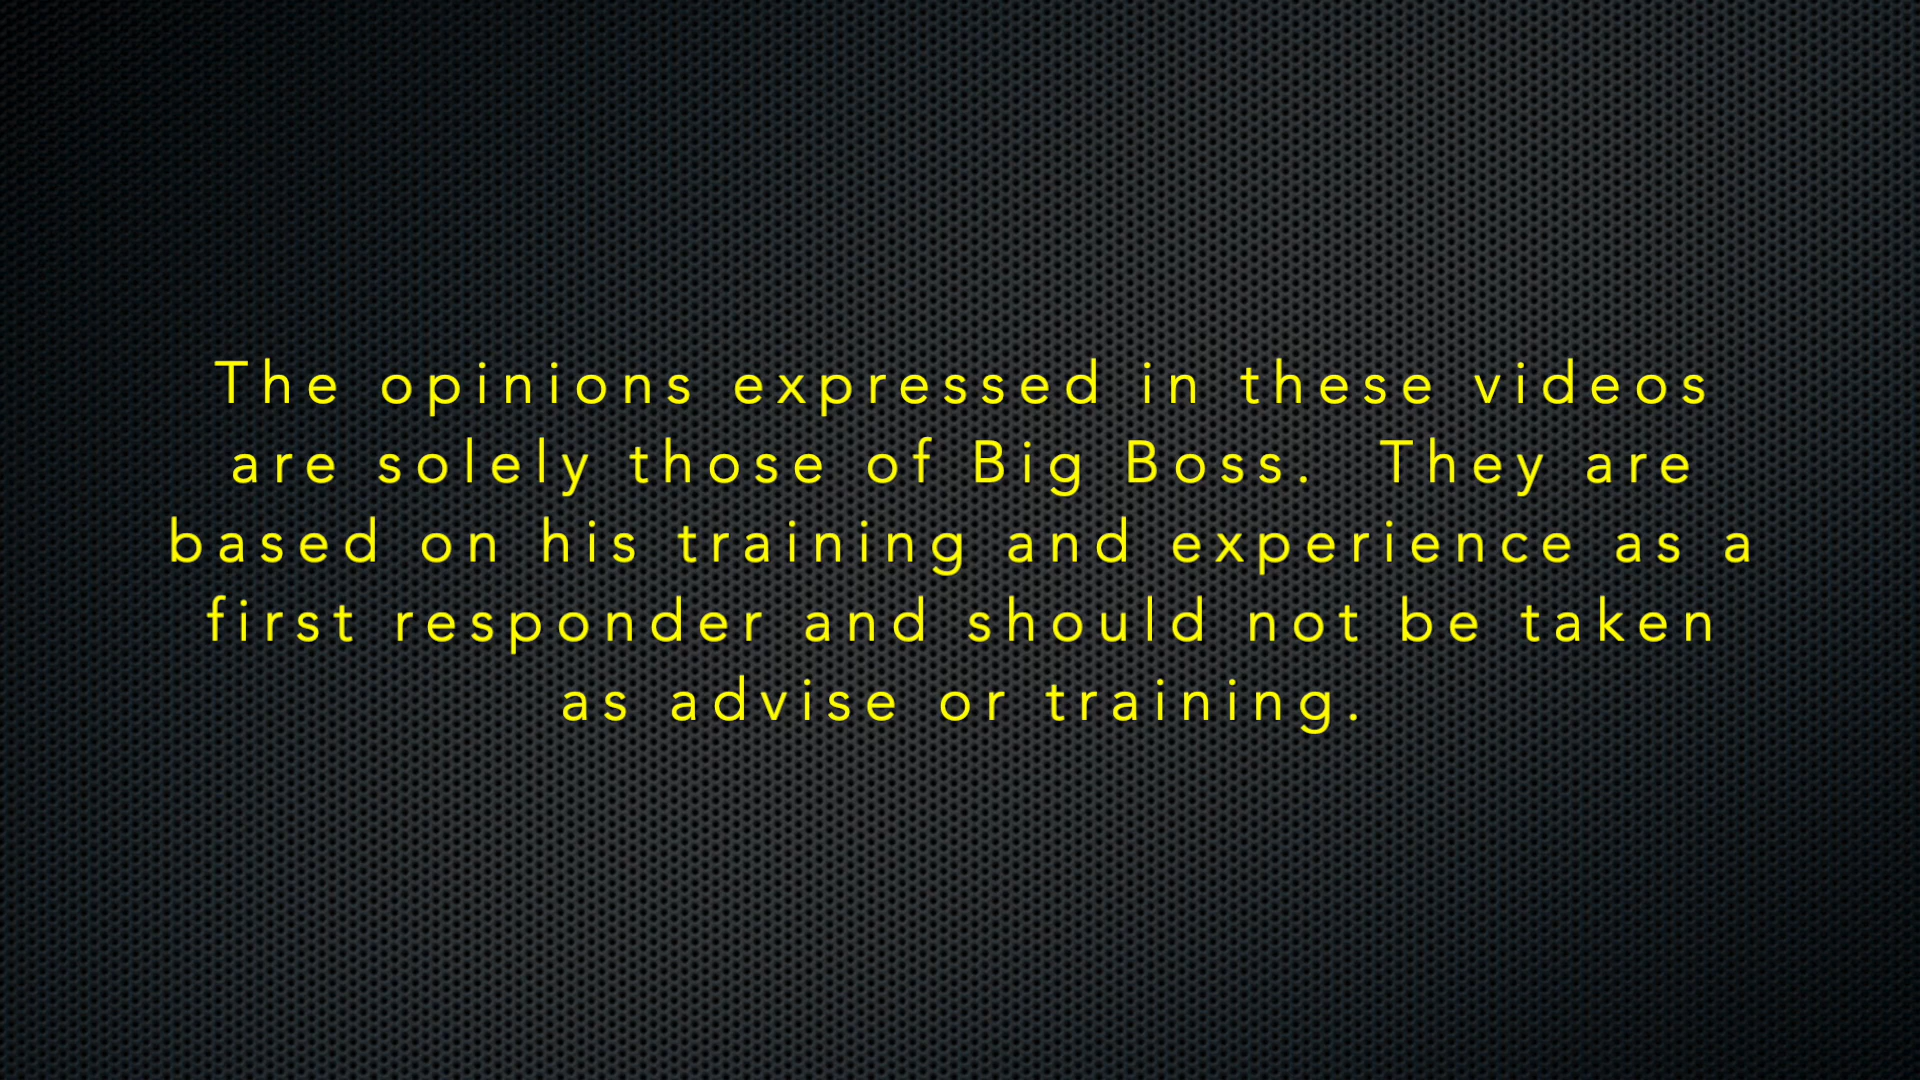 The opinions expressed in these videos
are solely those of Big Boss.  They are
based on his training and experience as a
first responder and should not be taken
as advise or training.